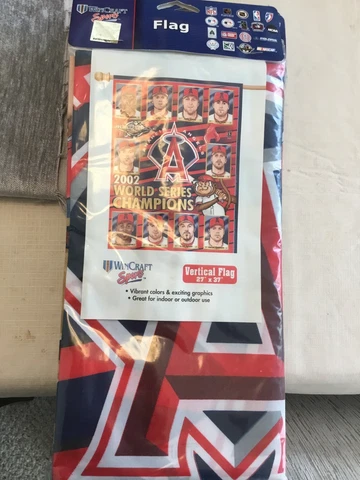 WINCRAFT
Sports
Flag
ANGELS
A
2002
WORLD SERIES
CHAMPIONS
WINCRAFT
Sports
Vertical Flag
27" x 37"
• Vibrant colors & exciting graphics
• Great for indoor or outdoor use